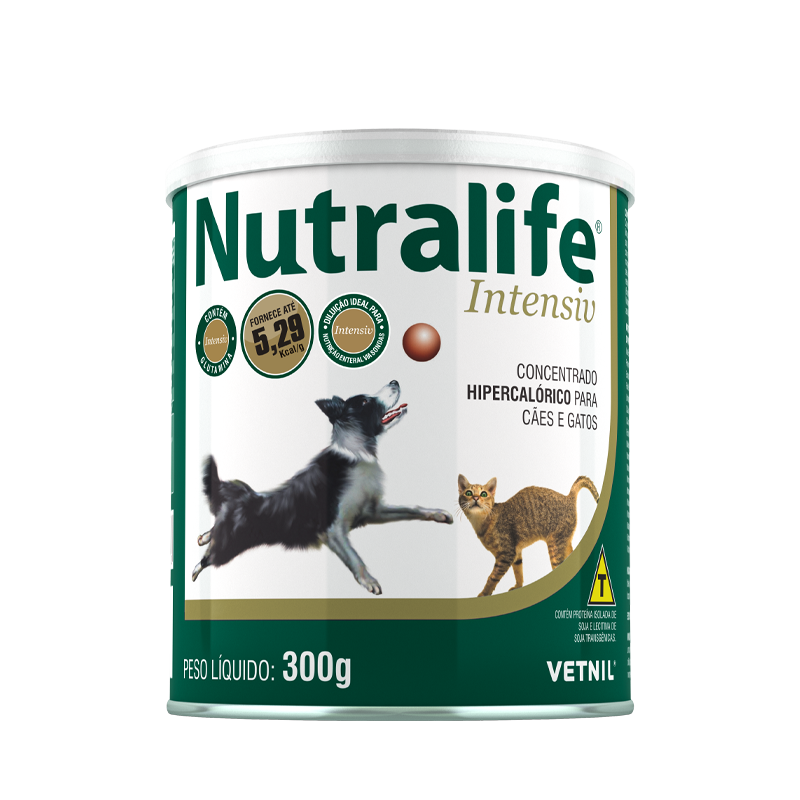 Nutralife®
Intensiv
CONTÉM
Intensiv
GLUTAMINA
FORNECE ATÉ
5,29
Kcal/g
DILUIÇÃO IDEAL PARA
Intensiv
NUTRIÇÃO ENTERAL VIA SONDAS
CONCENTRADO
HIPERCALÓRICO PARA
CÃES E GATOS
T
CONTÉM PROTEÍNA ISOLADA DE
SOJA E LECITINA DE
SOJA TRANSGÊNICAS.
PESO LÍQUIDO: 300g
VETNIL®